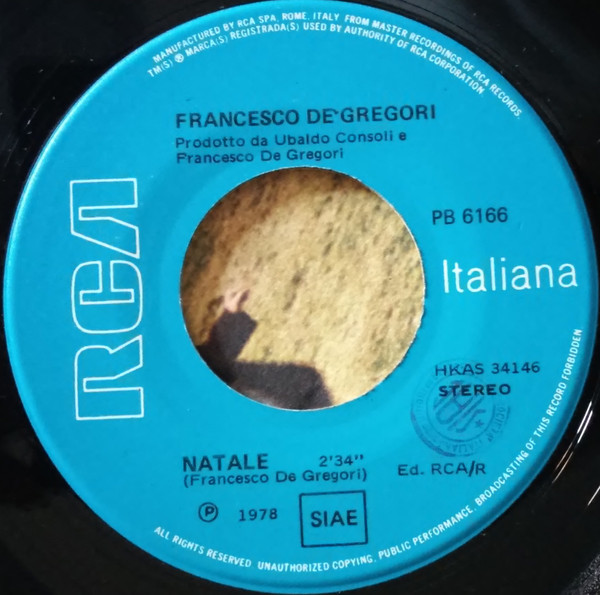 MANUFACTURED BY RCA SPA. ROME. ITALY FROM MASTER RECORDINGS OF RCA RECORDS.
TM(S) ® MARCA(S) REGISTRADA(S) USED BY AUTHORITY OF RCA CORPORATION.
FRANCESCO DE GREGORI
Prodotto da Ubaldo Consoli e
Francesco De Gregori
RCA
PB 6166
Italiana
HKAS 34146
STEREO
NATALE 2'34"
(Francesco De Gregori)
Ed. RCA/R
Ⓟ 1978
SIAE
ALL RIGHTS RESERVED UNAUTHORIZED COPYING, PUBLIC PERFORMANCE, BROADCASTING OF THIS RECORD FORBIDDEN